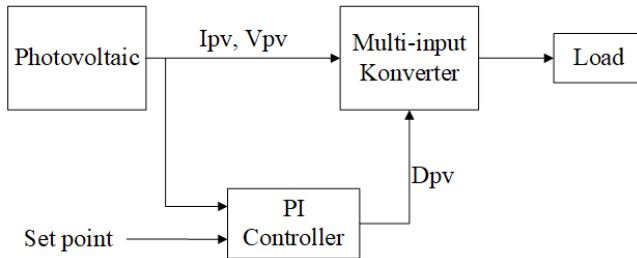 Photovoltaic
Ipv, Vpv
Multi-input
Konverter
Load
Dpv
PI
Controller
Set point